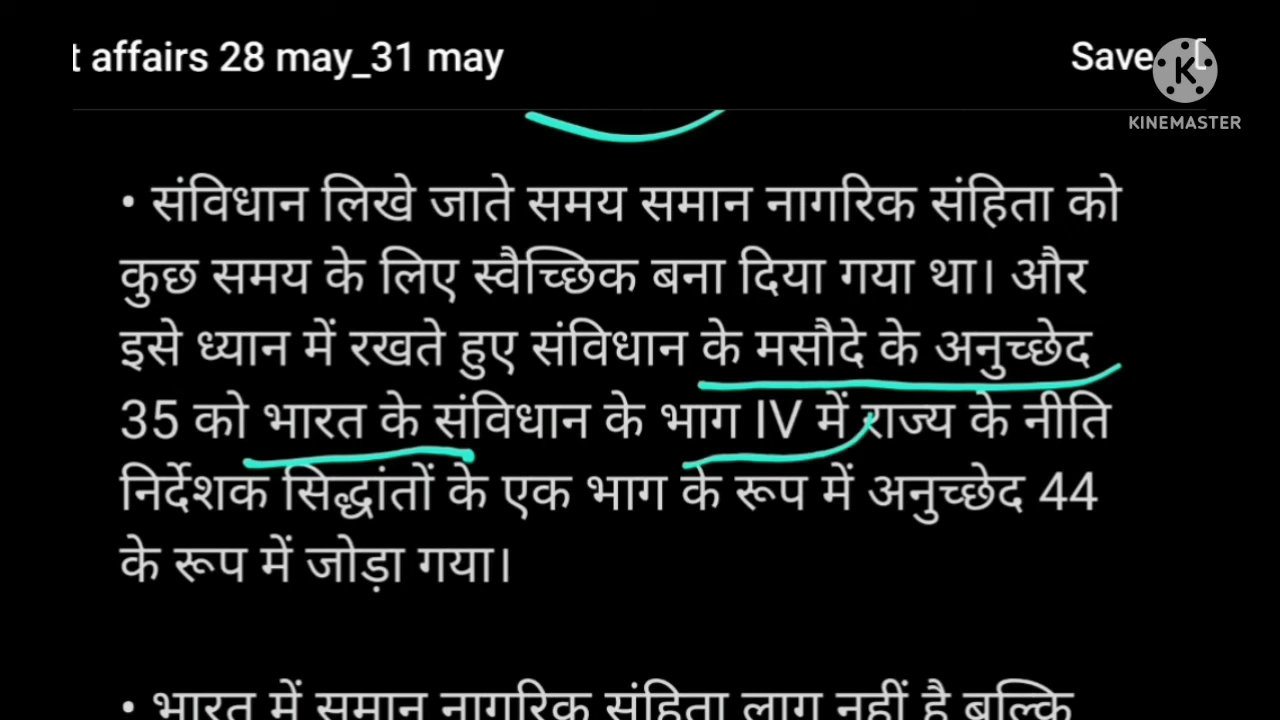 t affairs 28 may_31 may
Save
KINEMASTER
• संविधान लिखे जाते समय समान नागरिक संहिता को
कुछ समय के लिए स्वैच्छिक बना दिया गया था। और
इसे ध्यान में रखते हुए संविधान के मसौदे के अनुच्छेद
35 को भारत के संविधान के भाग IV में राज्य के नीति
निर्देशक सिद्धांतों के एक भाग के रूप में अनुच्छेद 44
के रूप में जोड़ा गया।
• भारत में समान नागरिक संहिता लागू नहीं है बल्कि